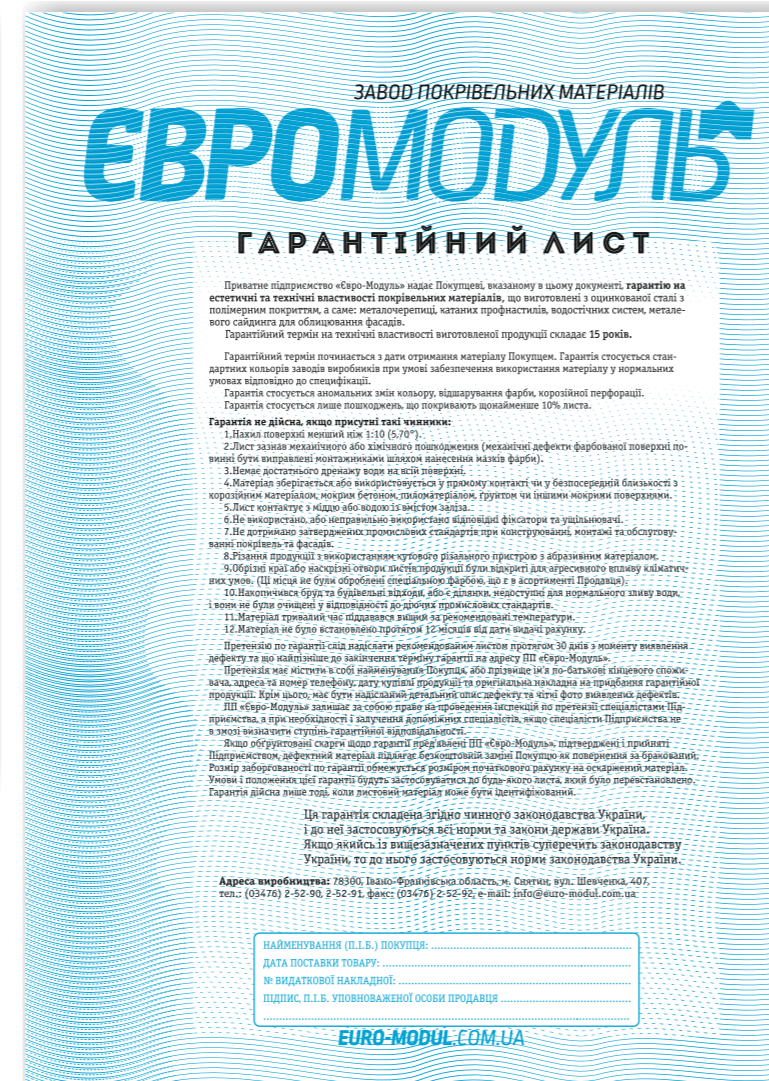 ЗАВОД ПОКРІВЕЛЬНИХ МАТЕРІАЛІВ
ЄВРОМОДУЛЬ
ГАРАНТІЙНИЙ ЛИСТ
Приватне підприємство «Євро-Модуль» надає Покупцеві, вказаному в цьому документі, гарантію на
естетичні та технічні властивості покрівельних матеріалів, що виготовлені з оцинкованої сталі з
полімерним покриттям, а саме: металочерепиці, катаних профнастилів, водостічних систем, метале-
вого сайдинга для облицювання фасадів.
Гарантійний термін на технічні властивості виготовленої продукції складає 15 років.
Гарантійний термін починається з дати отримання матеріалу Покупцем. Гарантія стосується стан-
дартних кольорів заводів виробників при умові забезпечення використання матеріалу у нормальних
умовах відповідно до специфікації.
Гарантія стосується аномальних змін кольору, відшарування фарби, корозійної перфорації.
Гарантія стосується лише пошкоджень, що покривають щонайменше 10% листа.
Гарантія не дійсна, якщо присутні такі чинники:
1.Нахил поверхні менший ніж 1:10 (5,70°).
2.Лист зазнав механічного або хімічного пошкодження (механічні дефекти фарбованої поверхні по-
винні бути виправлені монтажниками шляхом нанесення мазків фарби).
3.Немає достатнього дренажу води на всій поверхні.
4.Матеріал зберігається або використовується у прямому контакті чи у безпосередній близькості з
корозійним матеріалом, мокрим бетоном, пиломатеріалом, ґрунтом чи іншими мокрими поверхнями.
5.Лист контактує з міддю або водою із вмістом заліза.
6.Не використано, або неправильно використано відповідні фіксатори та ущільнювачі.
7.Не дотримано затверджених промислових стандартів при конструюванні, монтажі та обслугову-
ванні покрівель та фасадів.
8.Різання продукції з використанням кутового різального пристрою з абразивним матеріалом.
9.Обрізні краї або наскрізні отвори листів продукції були відкриті для агресивного впливу кліматич-
них умов. (Ці місця не були оброблені спеціальною фарбою, що є в асортименті Продавця).
10.Накопичився бруд та будівельні відходи, або є ділянки, недоступні для нормального зливу води,
і вони не були очищені у відповідності до діючих промислових стандартів.
11.Матеріал тривалий час піддавався вищій за рекомендовані температури.
12.Матеріал не було встановлено протягом 12 місяців від дати видачі рахунку.
Претензію по гарантії слід надіслати рекомендованим листом протягом 30 днів з моменту виявлення
дефекту та що найпізніше до закінчення терміну гарантії на адресу ПП «Євро-Модуль».
Претензія має містити в собі найменування Покупця, або прізвище ім'я по-батькові кінцевого спожи-
вача, адреса та номер телефону, дату купівлі продукції та оригінальна накладна на придбання гарантійної
продукції. Крім цього, має бути надісланий детальний опис дефекту та чіткі фото виявлених дефектів.
ПП «Євро-Модуль» залишає за собою право на проведення інспекцій по претензії спеціалістами Під-
приємства, а при необхідності і залучення допоміжних спеціалістів, якщо спеціалісти Підприємства не
в змозі визначити ступінь гарантійної відповідальності.
Якщо обґрунтовані скарги щодо гарантії пред'явлені ПП «Євро-Модуль», підтверджені і прийняті
Підприємством, дефектний матеріал підлягає безкоштовній заміні Покупцю як повернення за бракований.
Розмір заборгованості по гарантії обмежується розміром початкового рахунку на оскаржений матеріал.
Умови і положення цієї гарантії будуть застосовуватися до будь-якого листа, який було перевстановлено.
Гарантія дійсна лише тоді, коли листовий матеріал може бути ідентифікований.
Ця гарантія складена згідно чинного законодавства України,
і до неї застосовуються всі норми та закони держави Україна.
Якщо якийсь із вищезазначених пунктів суперечить законодавству
України, то до нього застосовуються норми законодавства України.
Адреса виробництва: 78300, Івано-Франківська область, м. Снятин, вул. Шевченка, 407,
тел.: (03476) 2-52-90, 2-52-91, факс: (03476) 2-52-92, e-mail: info@euro-modul.com.ua
НАЙМЕНУВАННЯ (П.І.Б.) ПОКУПЦЯ:
ДАТА ПОСТАВКИ ТОВАРУ:
№ ВИДАТКОВОЇ НАКЛАДНОЇ:
ПІДПИС, П.І.Б. УПОВНОВАЖЕНОЇ ОСОБИ ПРОДАВЦЯ
EURO-MODUL.COM.UA